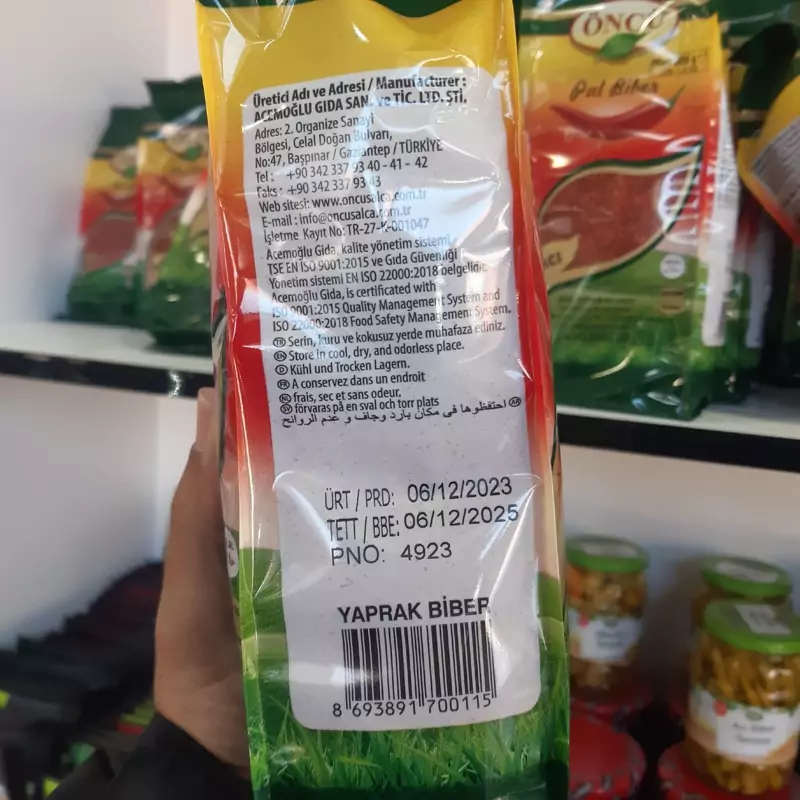 Üretici Adı ve Adresi / Manufacturer :
ACEMOĞLU GIDA SAN. ve TİC. LTD. ŞTİ.
Adres: 2. Organize Sanayi
Bölgesi, Celal Doğan Bulvarı,
No:47, Başpınar / Gaziantep / TÜRKİYE
Tel : +90 342 337 93 40 - 41 - 42
Faks : +90 342 337 93 43
Web sitesi: www.oncusalca.com.tr
E-mail : info@oncusalca.com.tr
İşletme Kayıt No: TR-27-K-001047
Acemoğlu Gıda, kalite yönetim sistemi
TSE EN ISO 9001:2015 ve Gıda Güvenliği
Yönetim sistemi EN ISO 22000:2018 belgelidir.
Acemoğlu Gıda, is certificated with
ISO 9001:2015 Quality Management System and
ISO 22000:2018 Food Safety Management System.
TR Serin, kuru ve kokusuz yerde muhafaza ediniz.
EN Store in cool, dry, and odorless place.
D Kühl und Trocken Lagern.
FR A conservez dans un endroit
NL frais, sec et sans odeur.
SV förvaras på en sval och torr plats
احتفظوها في مكان بارد وجاف و عدم الروائح AR
ÜRT / PRD: 06/12/2023
TETT / BBE: 06/12/2025
PNO: 4923
YAPRAK BİBER
8 693891 700115
ÖNCÜ
Pul Biber